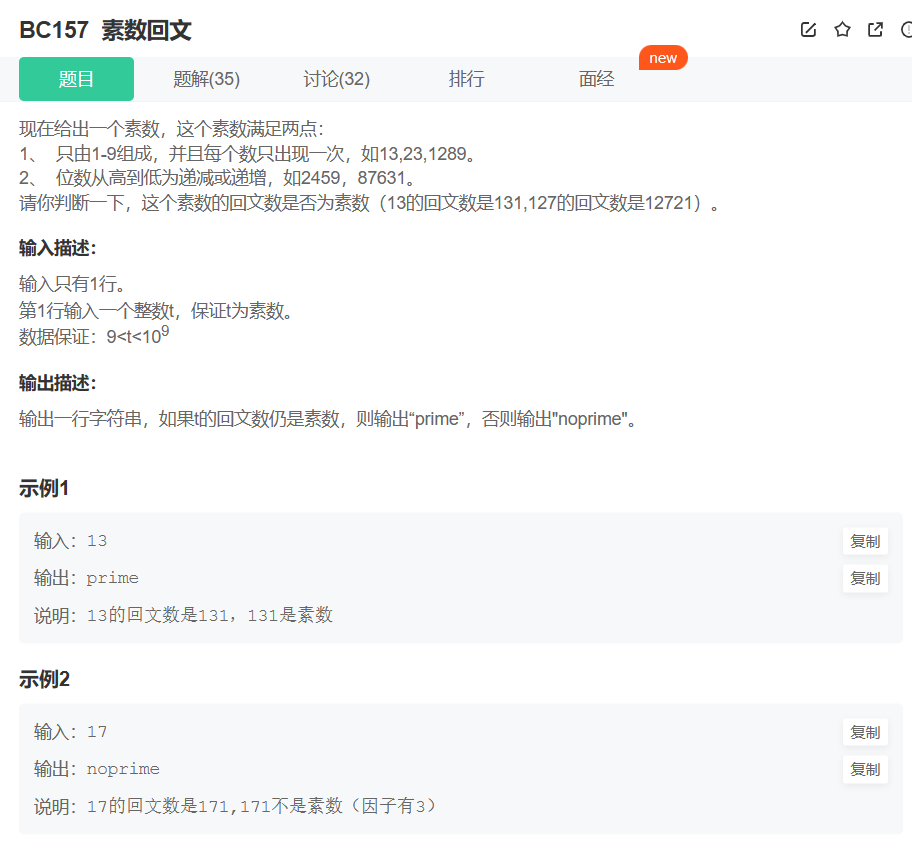 BC157 素数回文
new
题目 题解(35) 讨论(32) 排行 面经
现在给出一个素数，这个素数满足两点：
1、 只由1-9组成，并且每个数只出现一次，如13,23,1289。
2、 位数从高到低为递减或递增，如2459，87631。
请你判断一下，这个素数的回文数是否为素数（13的回文数是131,127的回文数是12721）。
输入描述：
输入只有1行。
第1行输入一个整数t，保证t为素数。
数据保证：9<t<10⁹
输出描述：
输出一行字符串，如果t的回文数仍是素数，则输出“prime”，否则输出"noprime"。
示例1
输入：13 复制
输出：prime 复制
说明：13的回文数是131，131是素数
示例2
输入：17 复制
输出：noprime 复制
说明：17的回文数是171,171不是素数（因子有3）